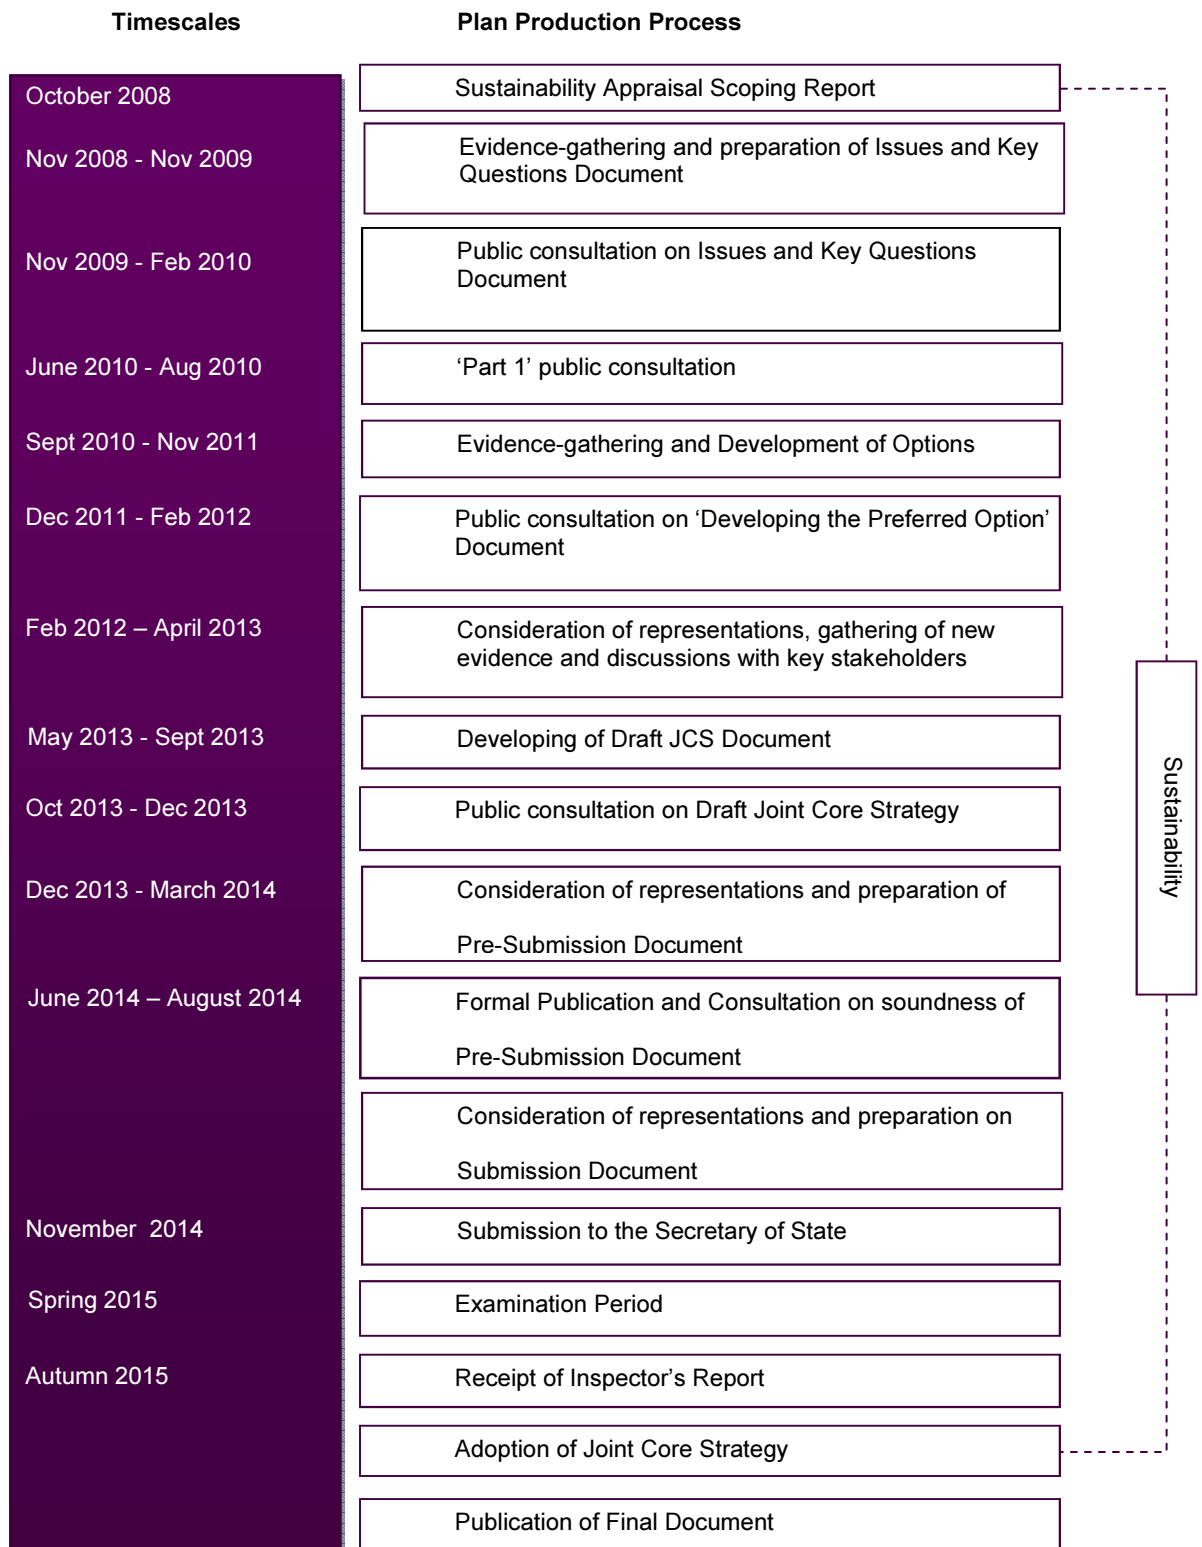 Timescales Plan Production Process
October 2008 Sustainability Appraisal Scoping Report
Nov 2008 - Nov 2009 Evidence-gathering and preparation of Issues and Key
Questions Document
Nov 2009 - Feb 2010 Public consultation on Issues and Key Questions
Document
June 2010 - Aug 2010 ‘Part 1’ public consultation
Sept 2010 - Nov 2011 Evidence-gathering and Development of Options
Dec 2011 - Feb 2012 Public consultation on ‘Developing the Preferred Option’
Document
Feb 2012 – April 2013 Consideration of representations, gathering of new
evidence and discussions with key stakeholders
May 2013 - Sept 2013 Developing of Draft JCS Document
Oct 2013 - Dec 2013 Public consultation on Draft Joint Core Strategy
Dec 2013 - March 2014 Consideration of representations and preparation of
Pre-Submission Document
June 2014 – August 2014 Formal Publication and Consultation on soundness of
Pre-Submission Document
Consideration of representations and preparation on
Submission Document
November 2014 Submission to the Secretary of State
Spring 2015 Examination Period
Autumn 2015 Receipt of Inspector’s Report
Adoption of Joint Core Strategy
Publication of Final Document
Sustainability